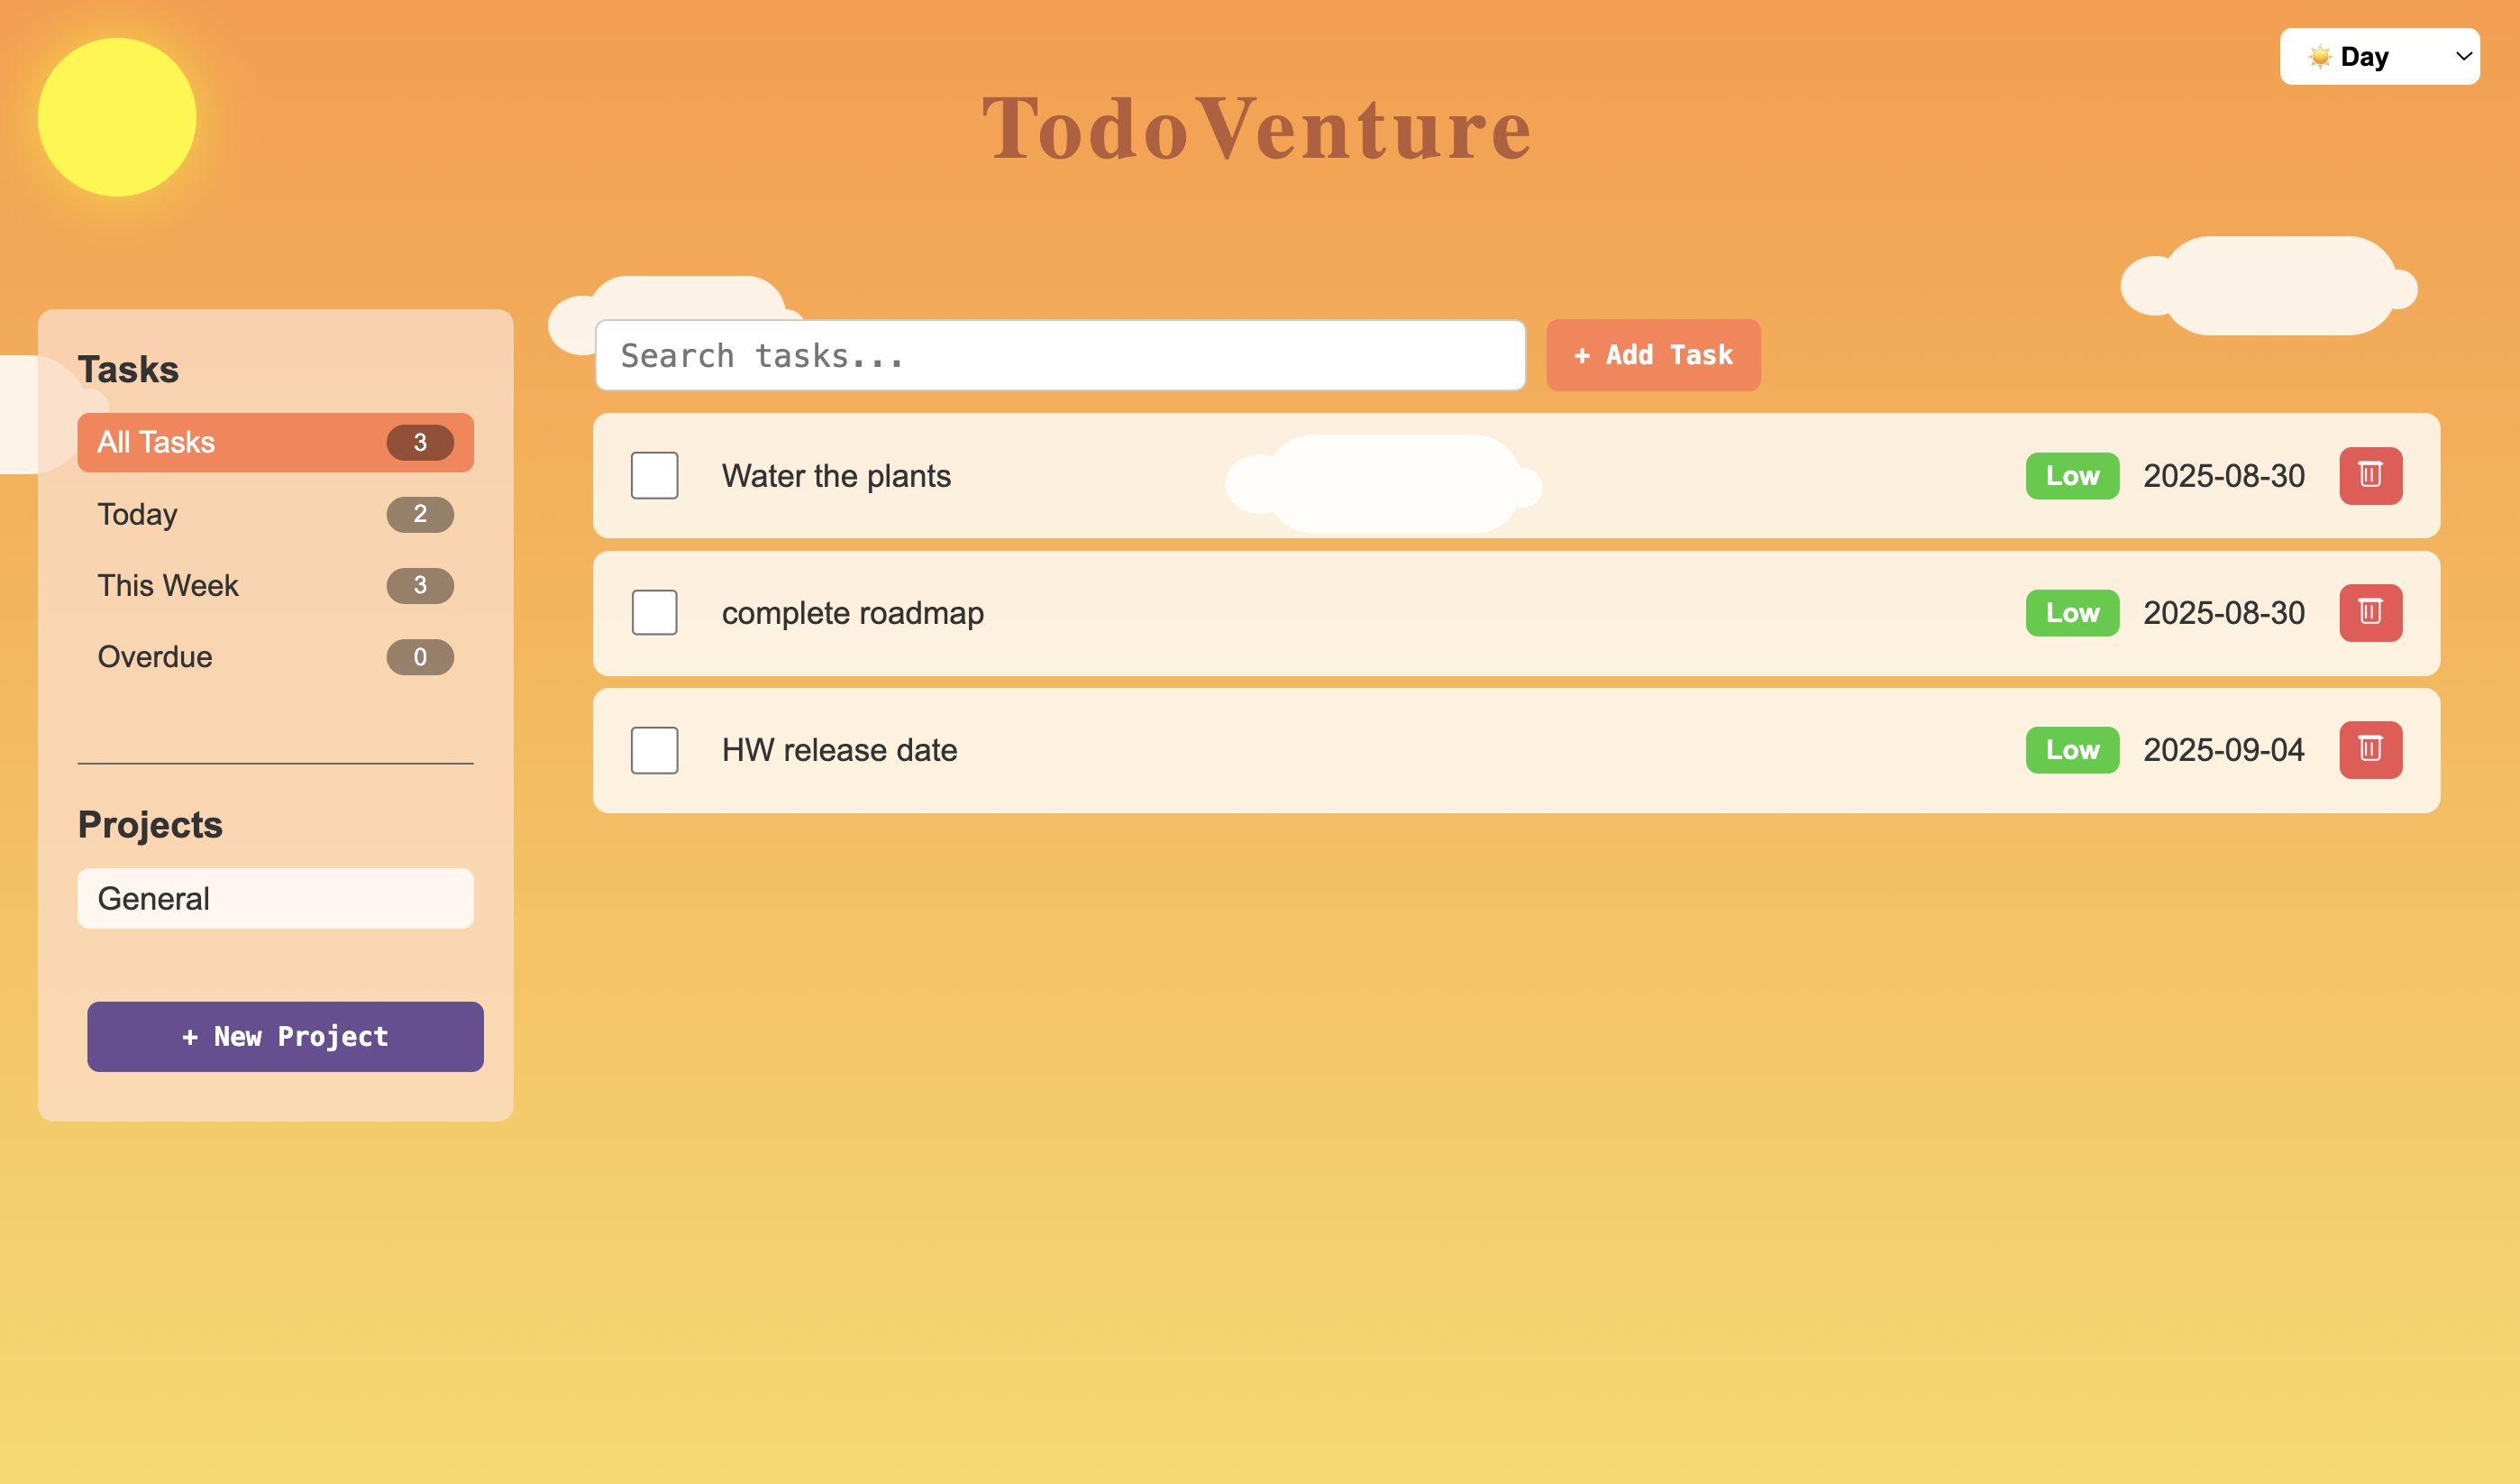 ☀️ Day
TodoVenture
Tasks
All Tasks 3
Today 2
This Week 3
Overdue 0
Projects
General
+ New Project
Search tasks...
+ Add Task
Water the plants Low 2025-08-30
complete roadmap Low 2025-08-30
HW release date Low 2025-09-04